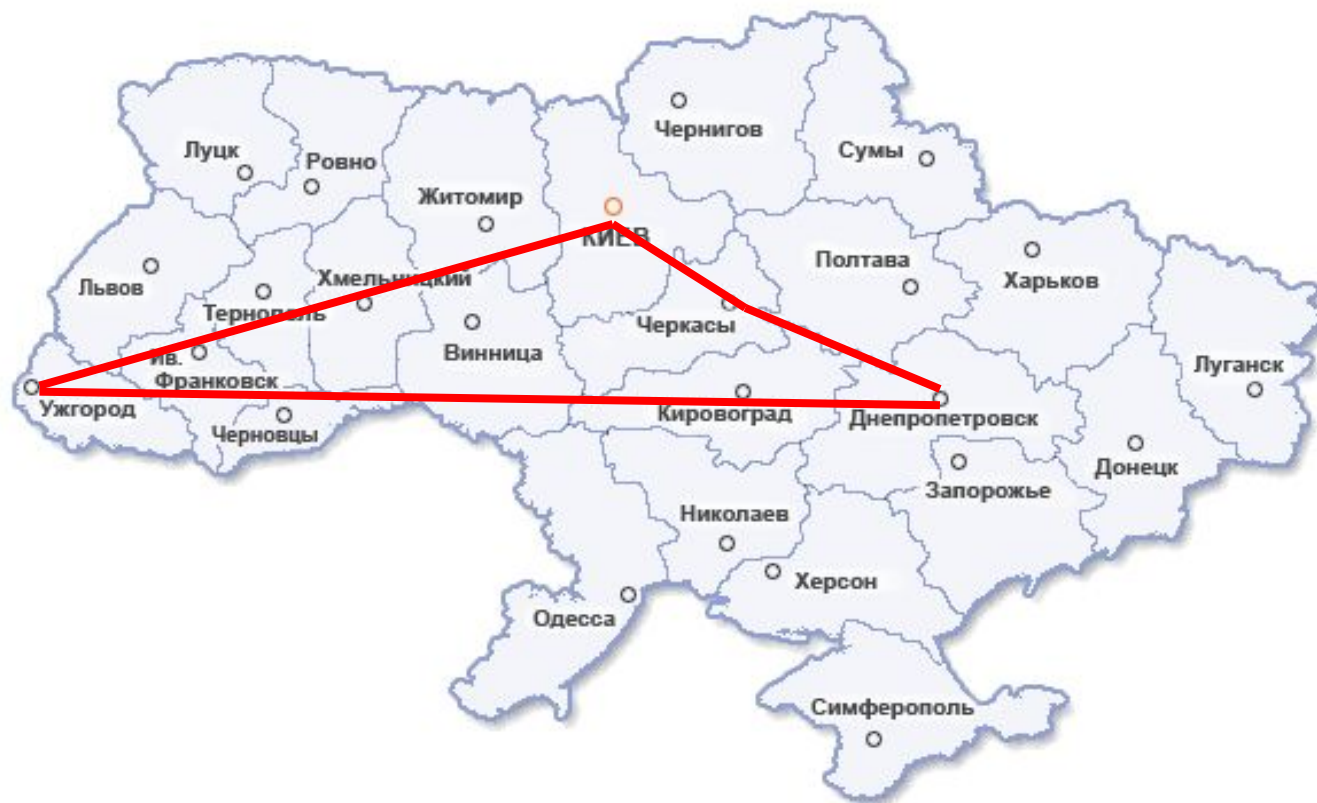 Чернигов
Сумы
Луцк
Ровно
Житомир
КИЕВ
Полтава
Харьков
Львов
Хмельницкий
Тернополь
Черкасы
Винница
Ив.
Франковск
Луганск
Ужгород
Черновцы
Кировоград
Днепропетровск
Донецк
Запорожье
Николаев
Херсон
Одесса
Симферополь